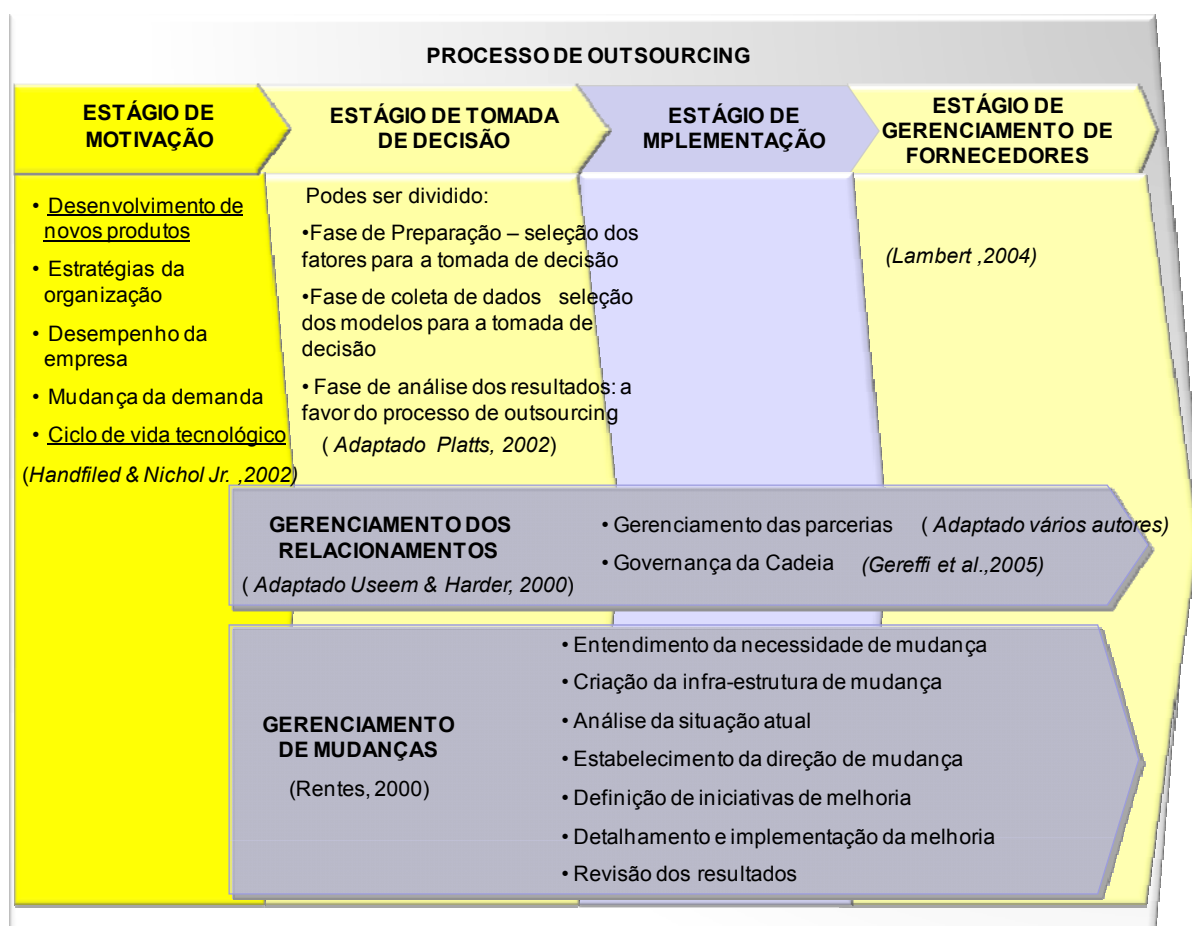 PROCESSO DE OUTSOURCING
ESTÁGIO DE
MOTIVAÇÃO
ESTÁGIO DE TOMADA
DE DECISÃO
ESTÁGIO DE
MPLEMENTAÇÃO
ESTÁGIO DE
GERENCIAMENTO DE
FORNECEDORES
• Desenvolvimento de
novos produtos
• Estratégias da
organização
• Desempenho da
empresa
• Mudança da demanda
• Ciclo de vida tecnológico
(Handfiled & Nichol Jr. ,2002)
Podes ser dividido:
•Fase de Preparação – seleção dos
fatores para a tomada de decisão
•Fase de coleta de dados seleção
dos modelos para a tomada de
decisão
• Fase de análise dos resultados: a
favor do processo de outsourcing
( Adaptado Platts, 2002)
(Lambert ,2004)
GERENCIAMENTO DOS
RELACIONAMENTOS
( Adaptado Useem & Harder, 2000)
• Gerenciamento das parcerias ( Adaptado vários autores)
• Governança da Cadeia (Gereffi et al.,2005)
GERENCIAMENTO
DE MUDANÇAS
(Rentes, 2000)
• Entendimento da necessidade de mudança
• Criação da infra-estrutura de mudança
• Análise da situação atual
• Estabelecimento da direção de mudança
• Definição de iniciativas de melhoria
• Detalhamento e implementação da melhoria
• Revisão dos resultados